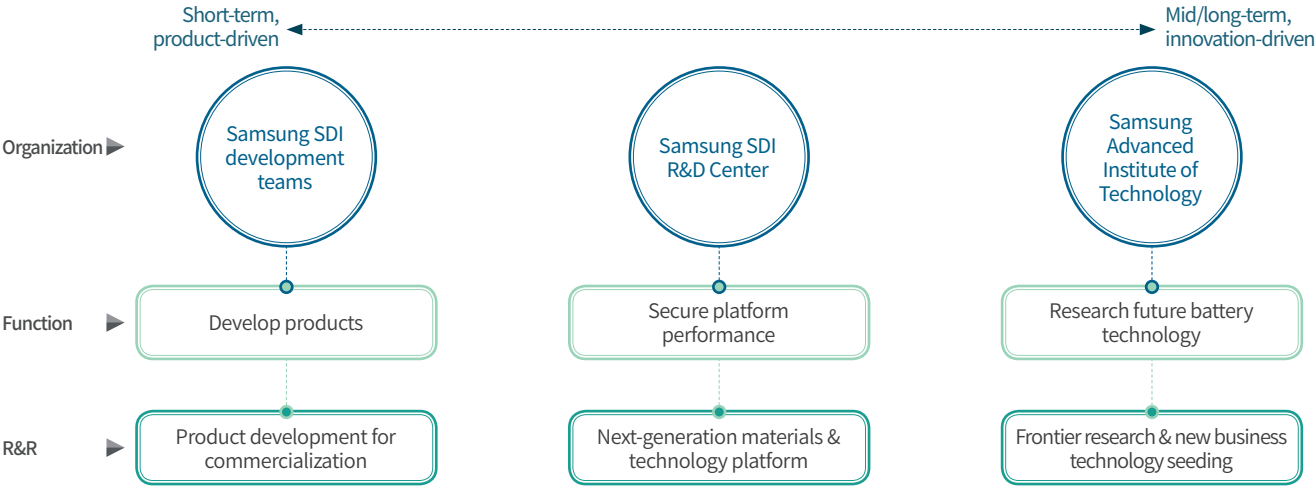 Short-term,
product-driven
Mid/long-term,
innovation-driven
Organization
Samsung SDI
development
teams
Samsung SDI
R&D Center
Samsung
Advanced
Institute of
Technology
Function
Develop products
Secure platform
performance
Research future battery
technology
R&R
Product development for
commercialization
Next-generation materials &
technology platform
Frontier research & new business
technology seeding